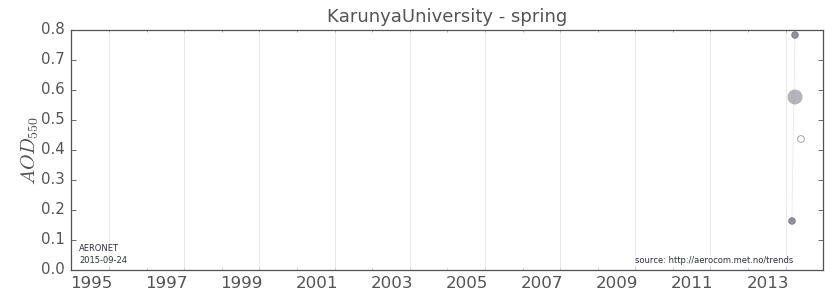 KarunyaUniversity - spring
0.8
0.7
0.6
0.5
0.4
0.3
0.2
0.1
0.0
AOD550
AERONET
2015-09-24
source: http://aerocom.met.no/trends
1995 1997 1999 2001 2003 2005 2007 2009 2011 2013